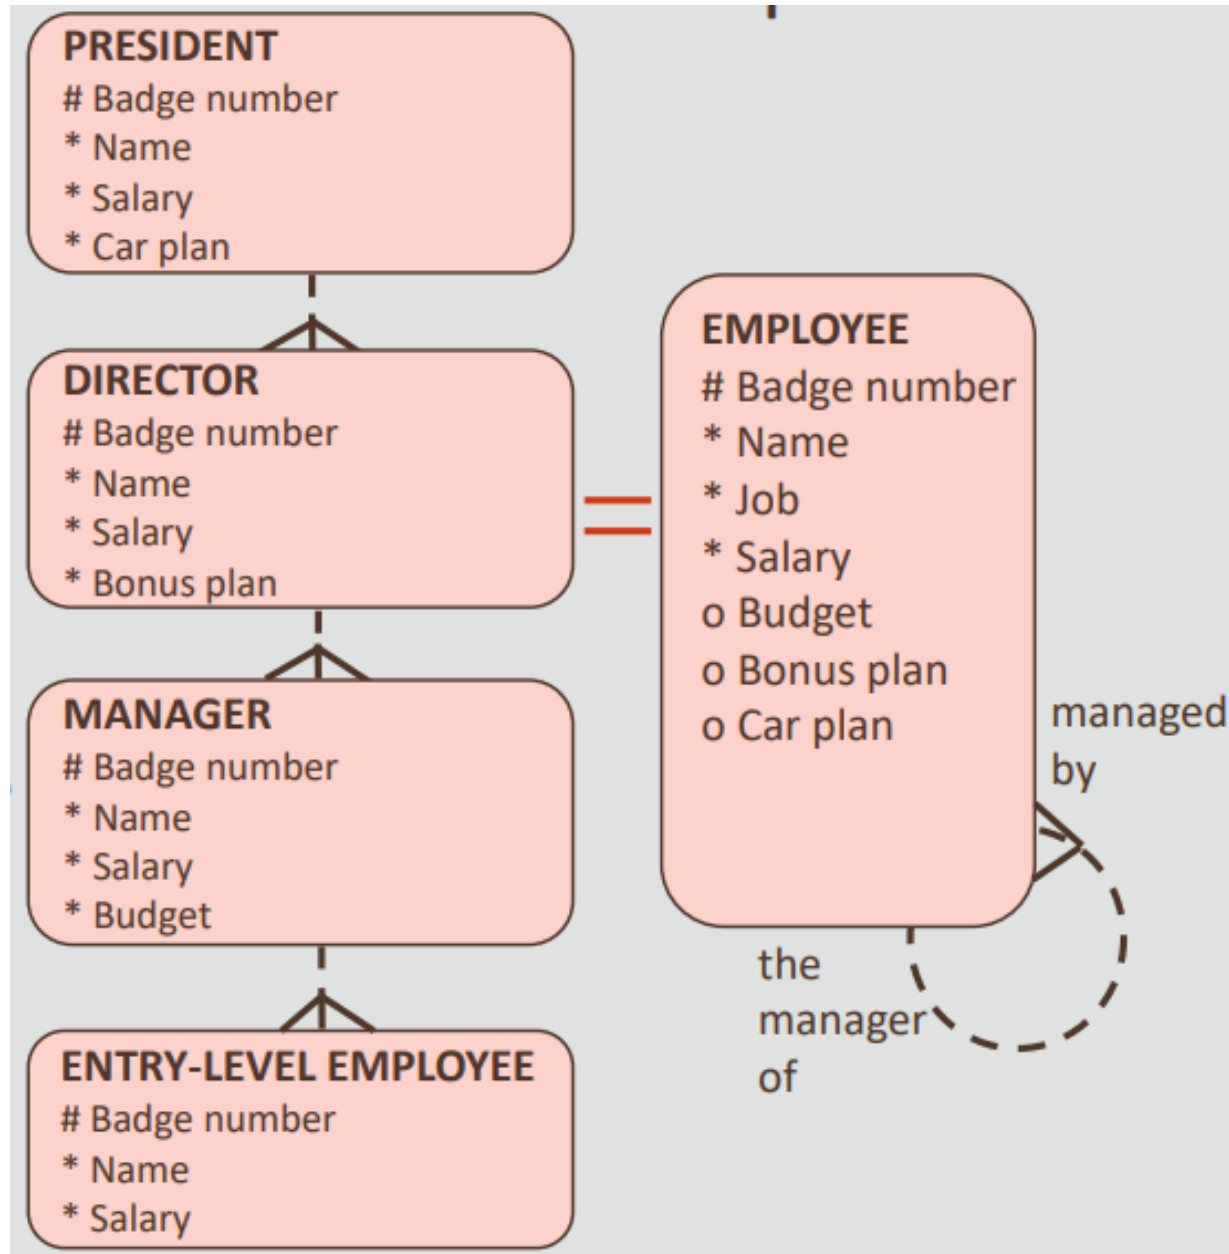 PRESIDENT
# Badge number
* Name
* Salary
* Car plan
DIRECTOR
# Badge number
* Name
* Salary
* Bonus plan
MANAGER
# Badge number
* Name
* Salary
* Budget
ENTRY-LEVEL EMPLOYEE
# Badge number
* Name
* Salary
=
EMPLOYEE
# Badge number
* Name
* Job
* Salary
o Budget
o Bonus plan
o Car plan
managed
by
the
manager
of